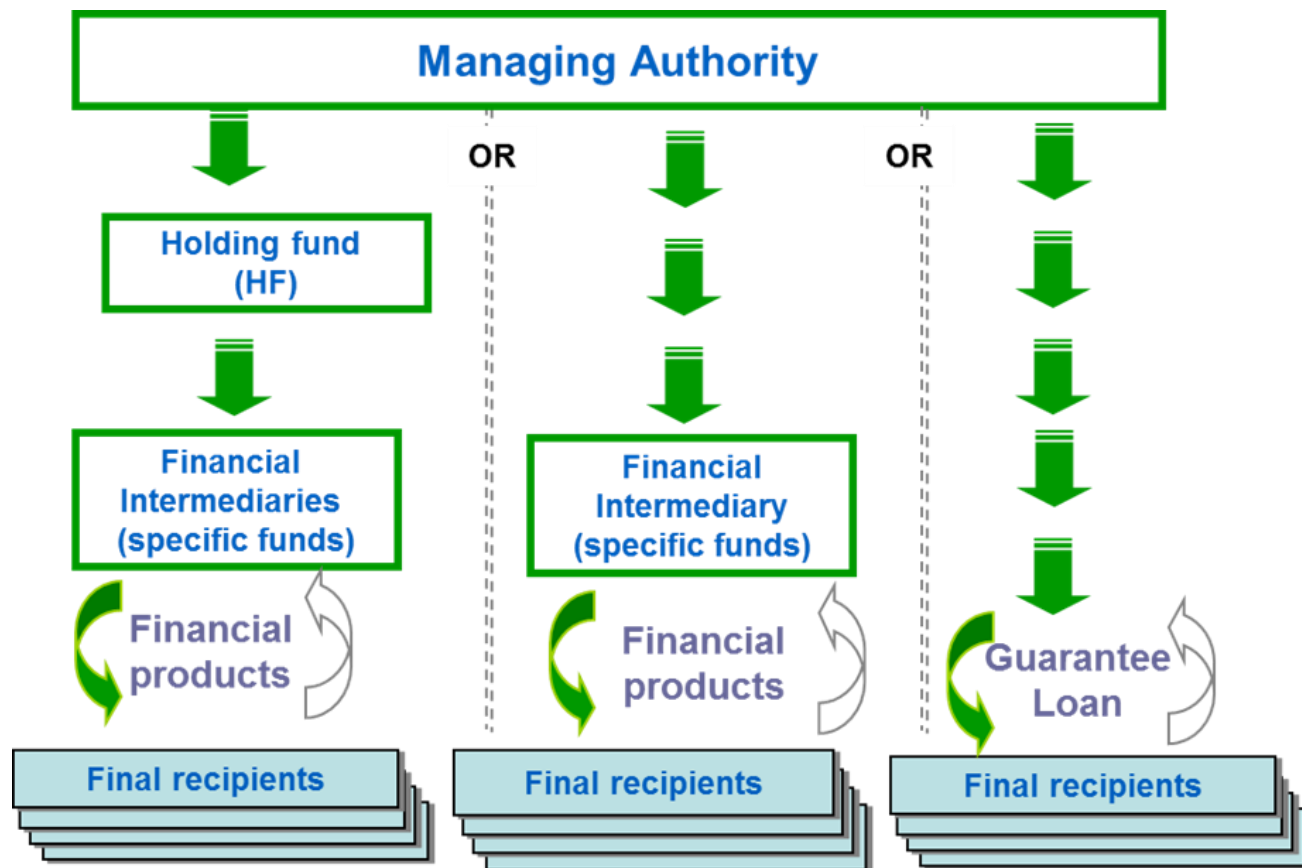 Managing Authority
OR
OR
Holding fund
(HF)
Financial
Intermediaries
(specific funds)
Financial
Intermediary
(specific funds)
Financial
products
Financial
products
Guarantee
Loan
Final recipients
Final recipients
Final recipients